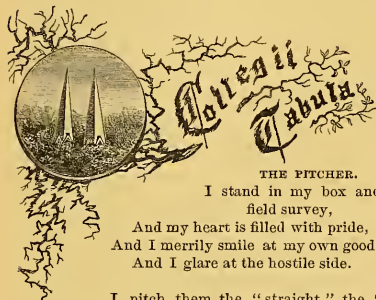 Collegii
Tabula.
THE PITCHER.
I stand in my box and
field survey,
And my heart is filled with pride,
And I merrily smile at my own good
And I glare at the hostile side.
I pitch them the "straight," the "